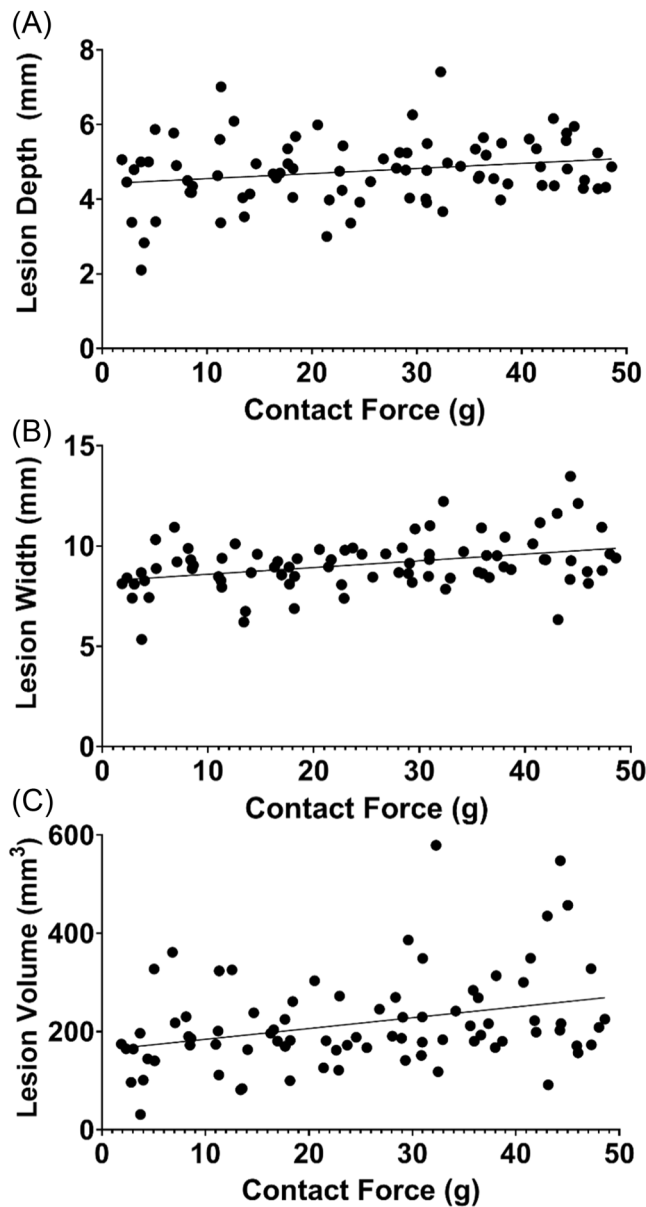 (A)
8
6
4
2
0
Lesion Depth (mm)
0 10 20 30 40 50
Contact Force (g)
(B)
15
10
5
0
Lesion Width (mm)
0 10 20 30 40 50
Contact Force (g)
(C)
600
400
200
0
Lesion Volume (mm³)
0 10 20 30 40 50
Contact Force (g)